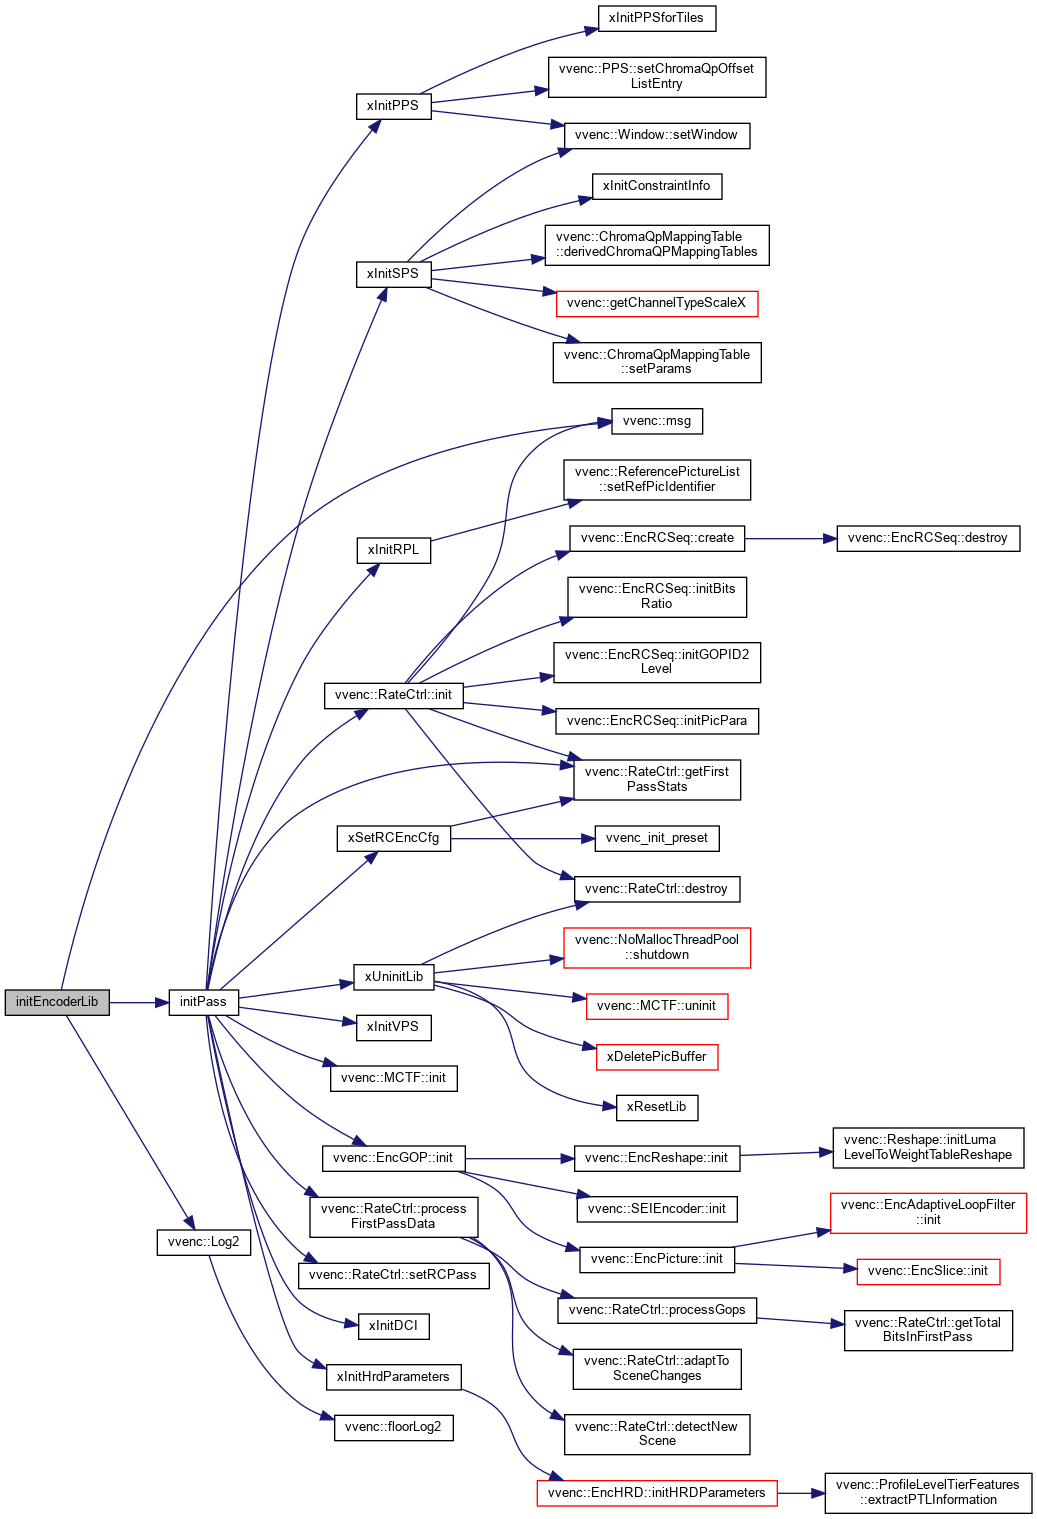 xInitPPSforTiles
vvenc::PPS::setChromaQpOffset
ListEntry
xInitPPS
vvenc::Window::setWindow
xInitConstraintInfo
vvenc::ChromaQpMappingTable
::derivedChromaQPMappingTables
xInitSPS
vvenc::getChannelTypeScaleX
vvenc::ChromaQpMappingTable
::setParams
vvenc::msg
vvenc::ReferencePictureList
::setRefPicIdentifier
xInitRPL
vvenc::EncRCSeq::create
vvenc::EncRCSeq::destroy
vvenc::EncRCSeq::initBits
Ratio
vvenc::EncRCSeq::initGOPID2
Level
vvenc::RateCtrl::init
vvenc::EncRCSeq::initPicPara
vvenc::RateCtrl::getFirst
PassStats
xSetRCEncCfg
vvenc_init_preset
vvenc::RateCtrl::destroy
vvenc::NoMallocThreadPool
::shutdown
xUninitLib
initEncoderLib
initPass
vvenc::MCTF::uninit
xInitVPS
xDeletePicBuffer
vvenc::MCTF::init
xResetLib
vvenc::Reshape::initLuma
LevelToWeightTableReshape
vvenc::EncGOP::init
vvenc::EncReshape::init
vvenc::RateCtrl::process
FirstPassData
vvenc::SEIEncoder::init
vvenc::EncAdaptiveLoopFilter
::init
vvenc::Log2
vvenc::EncPicture::init
vvenc::RateCtrl::setRCPass
vvenc::EncSlice::init
vvenc::RateCtrl::processGops
xInitDCI
vvenc::RateCtrl::getTotal
BitsInFirstPass
vvenc::RateCtrl::adaptTo
SceneChanges
xInitHrdParameters
vvenc::floorLog2
vvenc::RateCtrl::detectNew
Scene
vvenc::EncHRD::initHRDParameters
vvenc::ProfileLevelTierFeatures
::extractPTLInformation